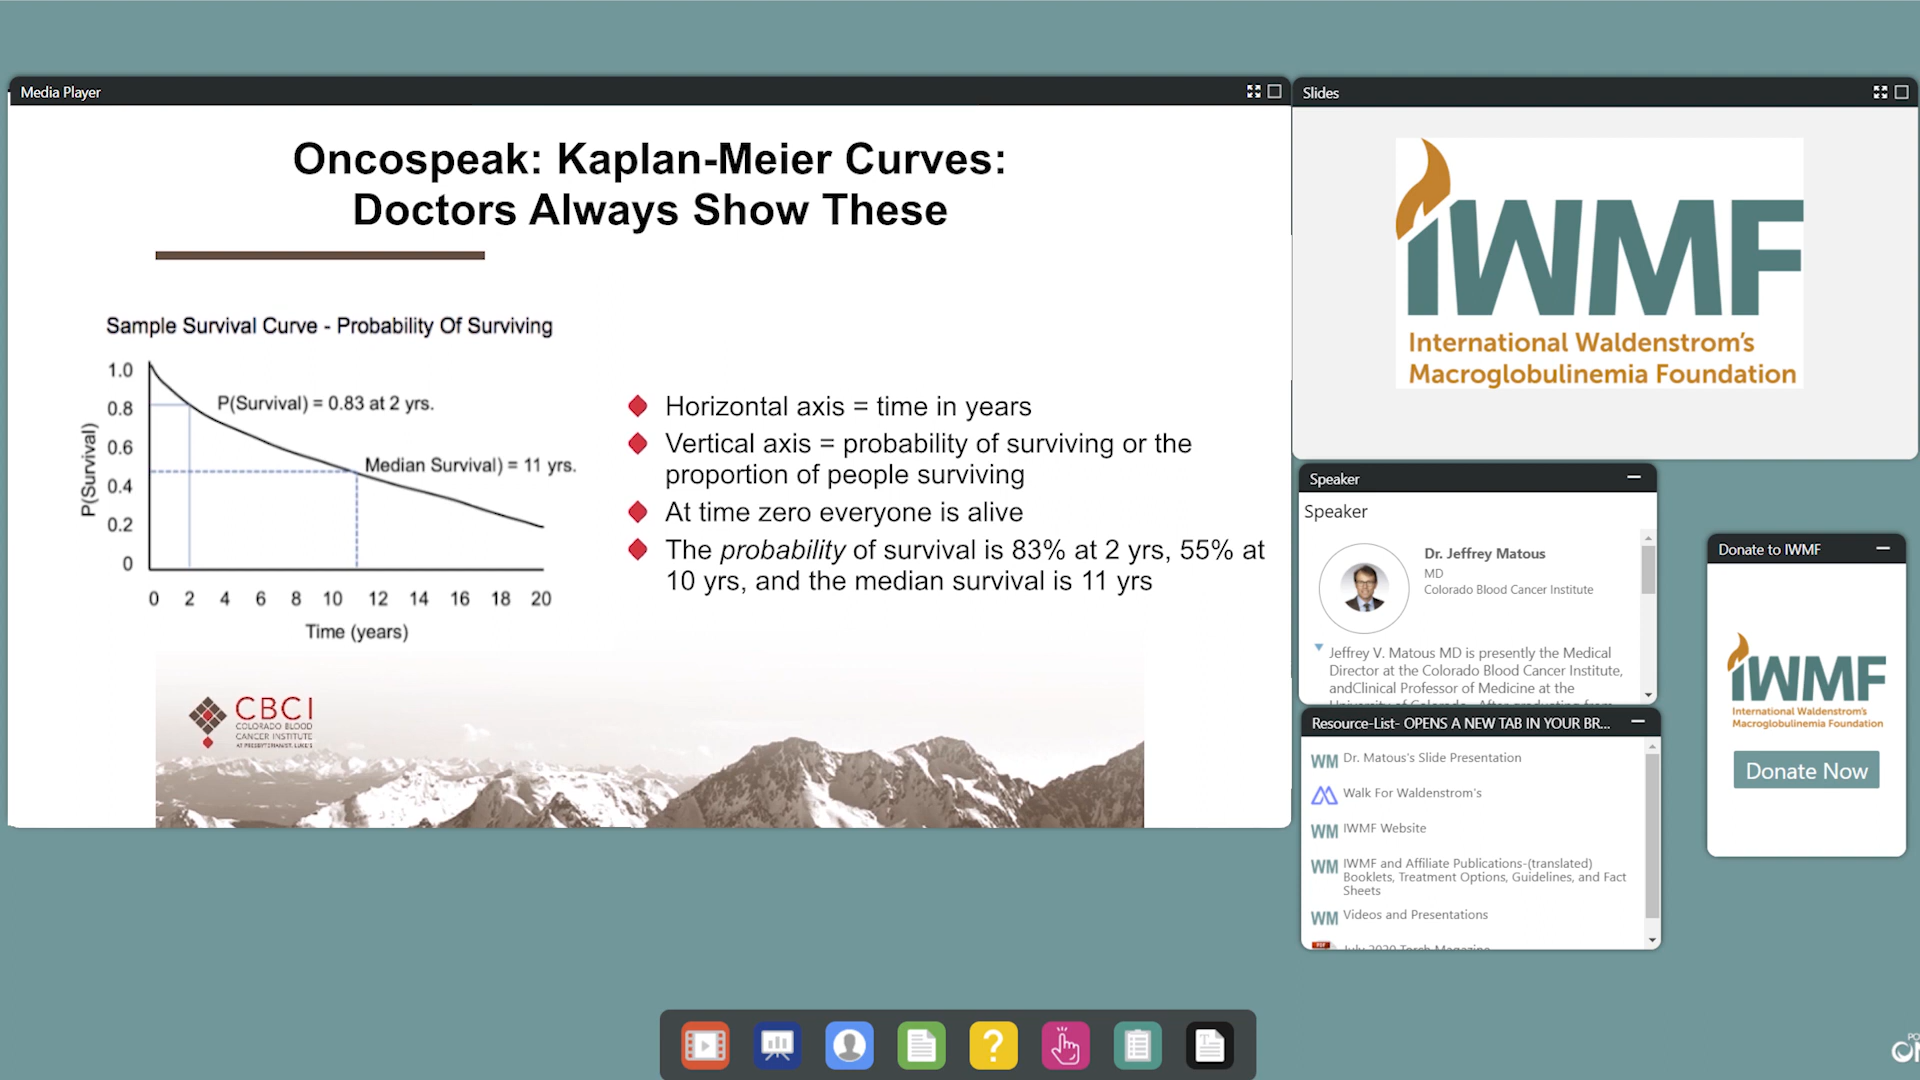 Media Player
Oncospeak: Kaplan-Meier Curves:
Doctors Always Show These
Sample Survival Curve - Probability Of Surviving
1.0
0.8
0.6
0.4
0.2
0
P(Survival)
P(Survival) = 0.83 at 2 yrs.
Median Survival) = 11 yrs.
0 2 4 6 8 10 12 14 16 18 20
Time (years)
Horizontal axis = time in years
Vertical axis = probability of surviving or the
proportion of people surviving
At time zero everyone is alive
The probability of survival is 83% at 2 yrs, 55% at
10 yrs, and the median survival is 11 yrs
CBCI
COLORADO BLOOD
CANCER INSTITUTE
AT PRESBYTERIAN/ST. LUKE'S
Slides
IWMF
International Waldenstrom's
Macroglobulinemia Foundation
Speaker
Speaker
Dr. Jeffrey Matous
MD
Colorado Blood Cancer Institute
Jeffrey V. Matous MD is presently the Medical
Director at the Colorado Blood Cancer Institute,
andClinical Professor of Medicine at the
Resource-List- OPENS A NEW TAB IN YOUR BR...
WM Dr. Matous's Slide Presentation
Walk For Waldenstrom's
WM IWMF Website
WM IWMF and Affiliate Publications-(translated)
Booklets, Treatment Options, Guidelines, and Fact
Sheets
WM Videos and Presentations
July 2020 Torch Magazine
Donate to IWMF
IWMF
International Waldenstrom's
Macroglobulinemia Foundation
Donate Now
?